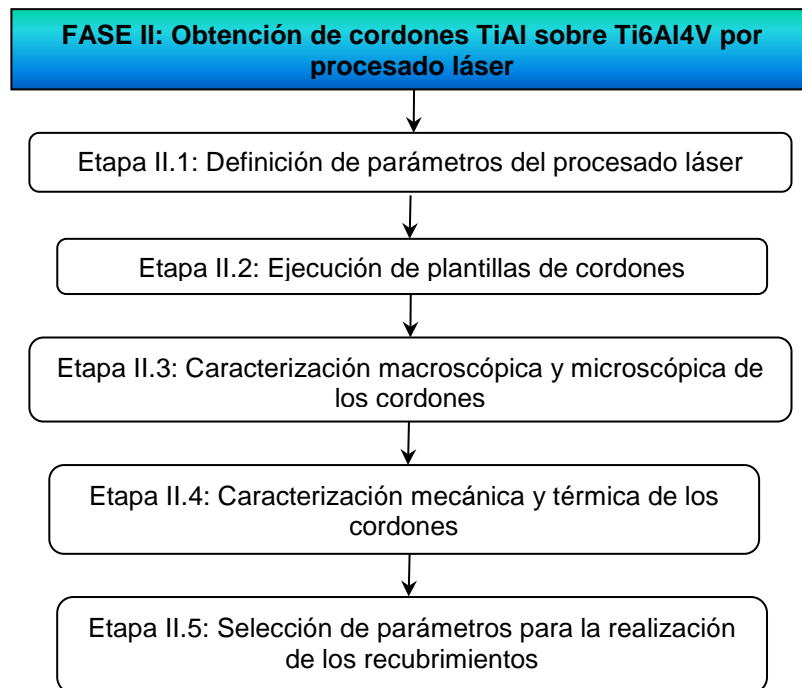 FASE II: Obtención de cordones TiAl sobre Ti6Al4V por
procesado láser
Etapa II.1: Definición de parámetros del procesado láser
Etapa II.2: Ejecución de plantillas de cordones
Etapa II.3: Caracterización macroscópica y microscópica de
los cordones
Etapa II.4: Caracterización mecánica y térmica de los
cordones
Etapa II.5: Selección de parámetros para la realización
de los recubrimientos